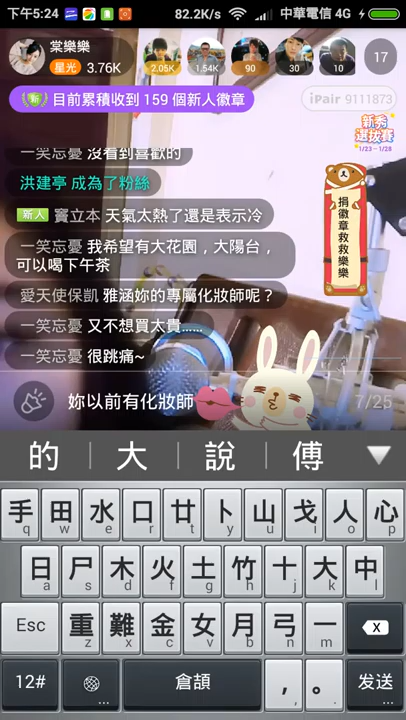 下午5:24 ... 82.2K/s 中華電信 4G
棠樂樂
星光 3.76K
2.05K 1.54K 90 30 10 17
新 目前累積收到 159 個新人徽章
iPair 9111873
新秀
選拔賽
1/23－1/28
捐徽章救救樂樂
一笑忘憂 沒看到喜歡的
洪建亭 成為了粉絲
新人 竇立本 天氣太熱了還是表示冷
一笑忘憂 我希望有大花園，大陽台，
可以喝下午茶
愛天使保凱 雅涵妳的專屬化妝師呢？
一笑忘憂 又不想買太貴......
一笑忘憂 很跳痛~
妳以前有化妝師 7/25
的 大 說 傅
手 田 水 口 廿 卜 山 戈 人 心
q w e r t y u i o p
日 尸 木 火 土 竹 十 大 中
a s d f g h j k l
Esc 重 難 金 女 月 弓 一 X
z x c v b n m
12# ... 倉頡 ， 。 发送
...